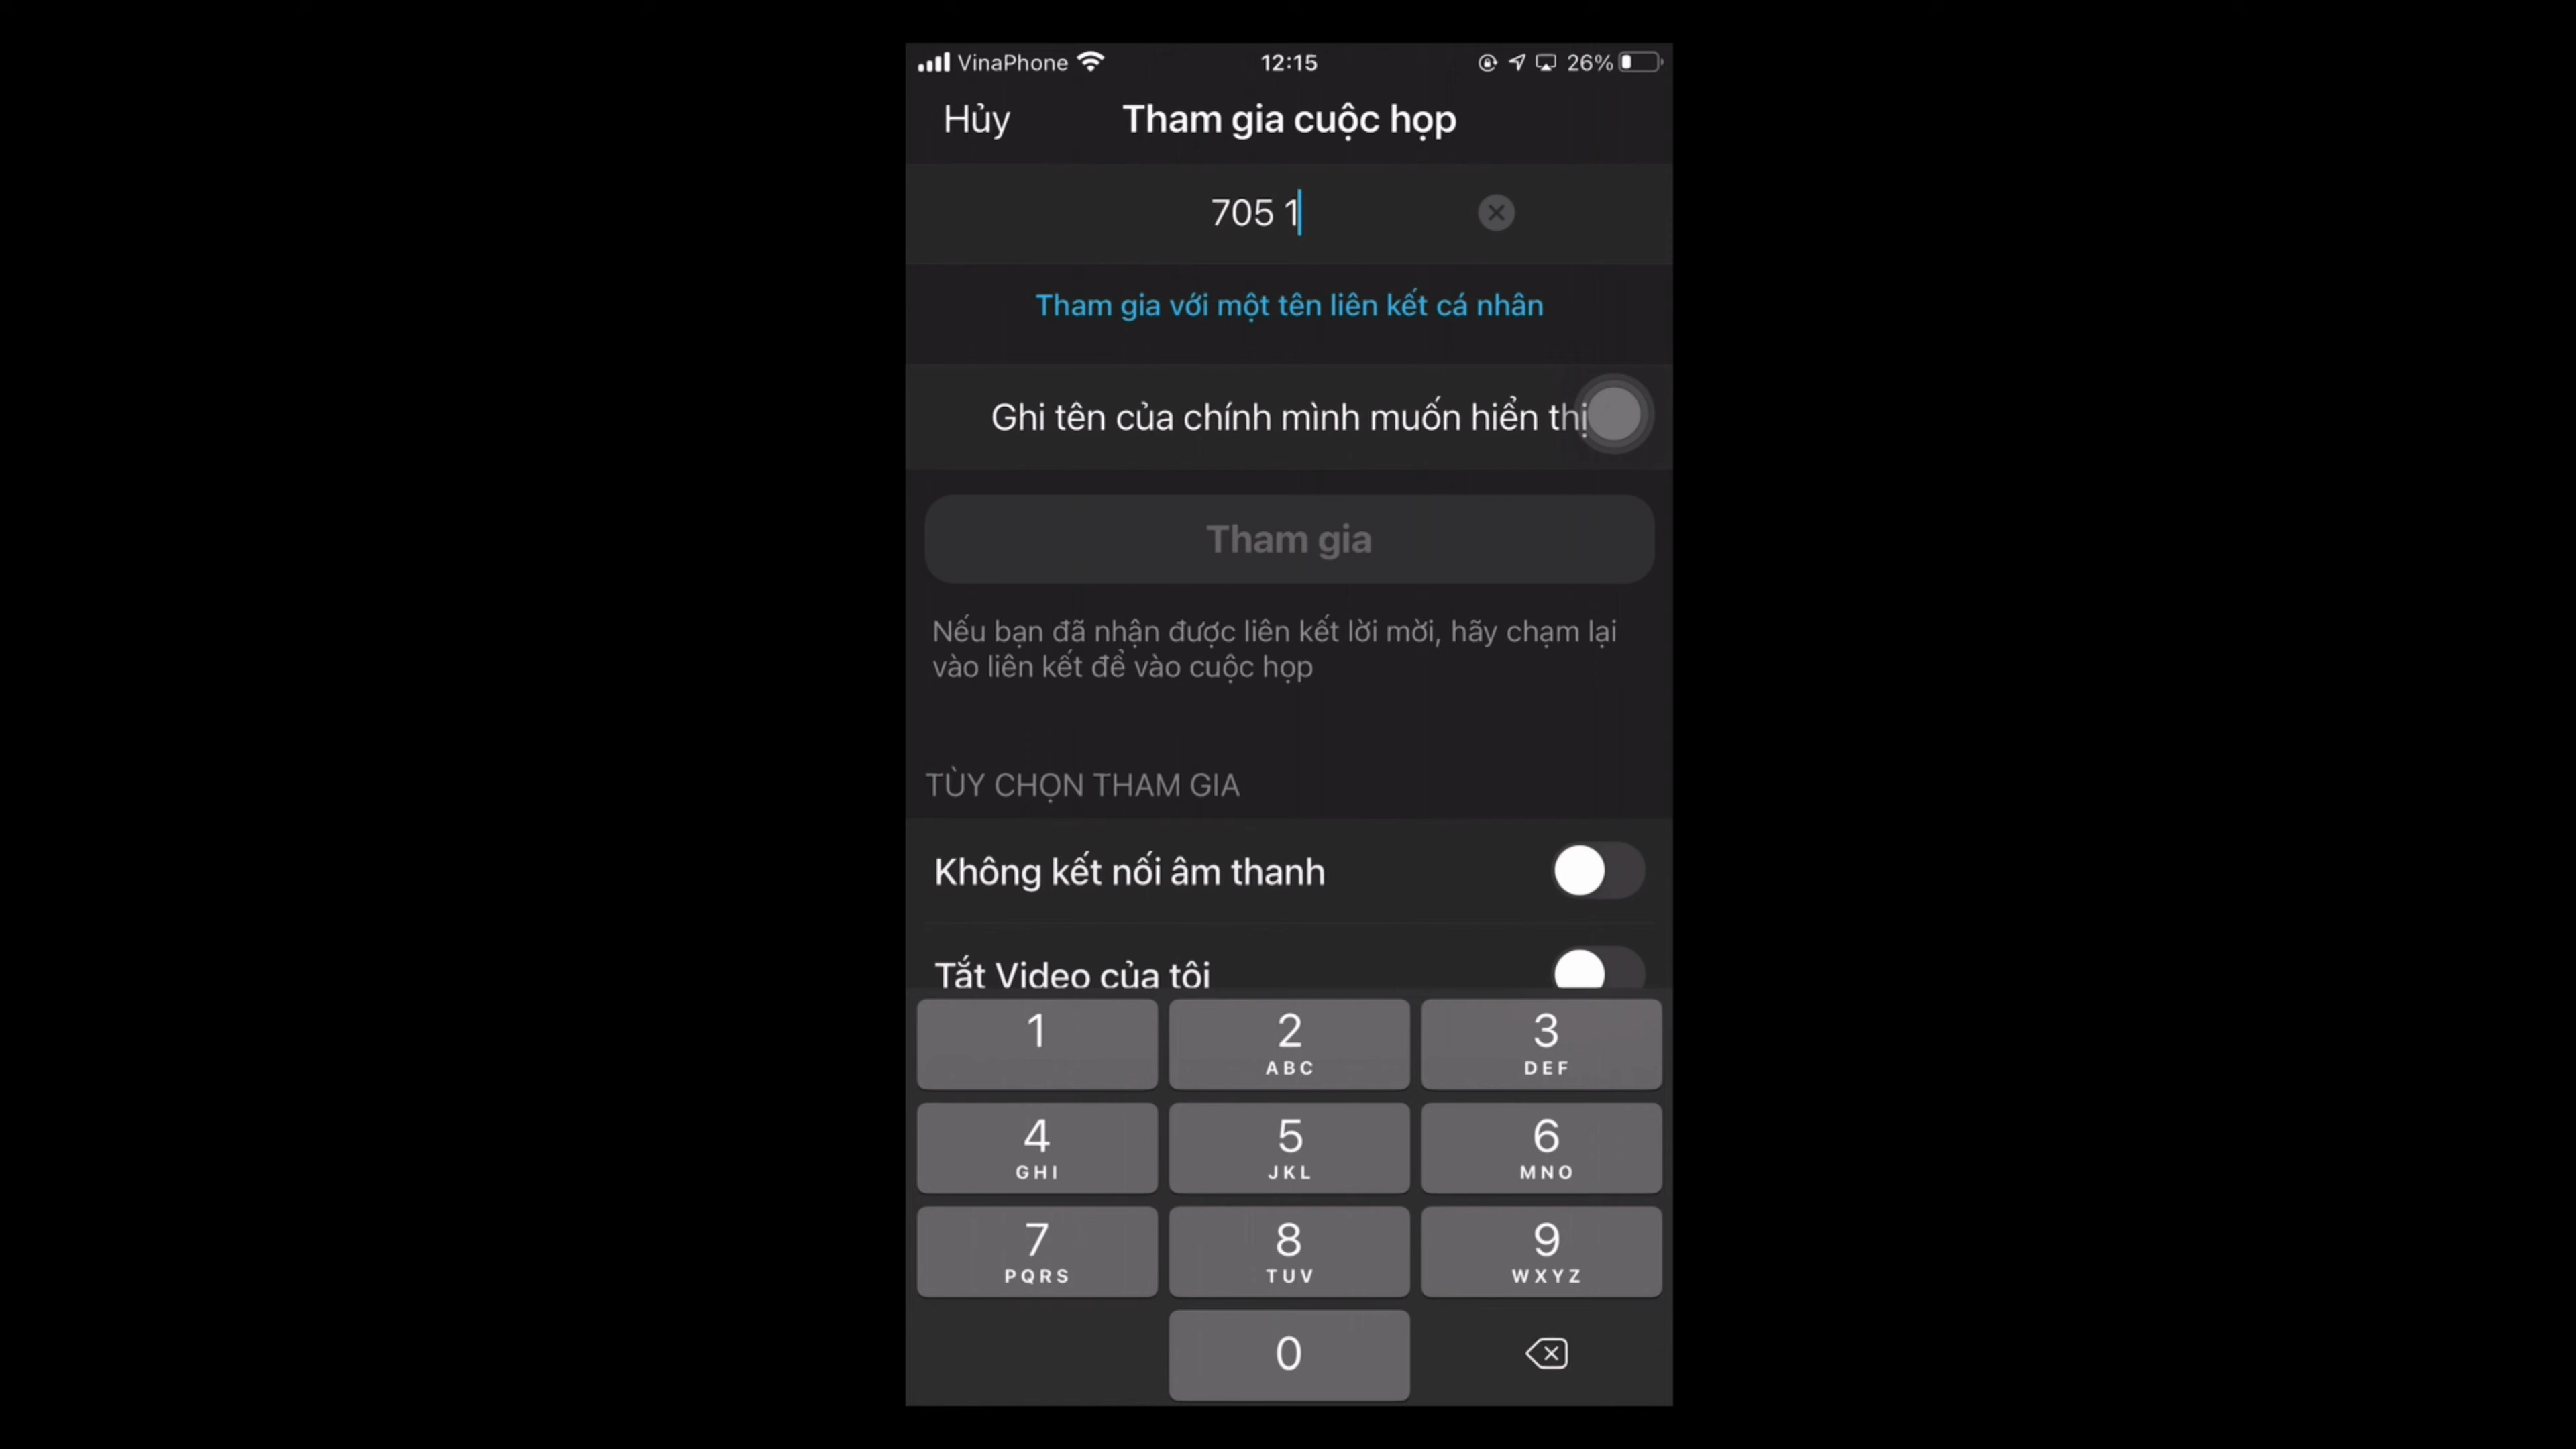 VinaPhone 12:15 26%
Hủy Tham gia cuộc họp
705 1
Tham gia với một tên liên kết cá nhân
Ghi tên của chính mình muốn hiển thị
Tham gia
Nếu bạn đã nhận được liên kết lời mời, hãy chạm lại
vào liên kết để vào cuộc họp
TÙY CHỌN THAM GIA
Không kết nối âm thanh
Tắt Video của tôi
1 2 3
ABC DEF
4 5 6
GHI JKL MNO
7 8 9
PQRS TUV WXYZ
0